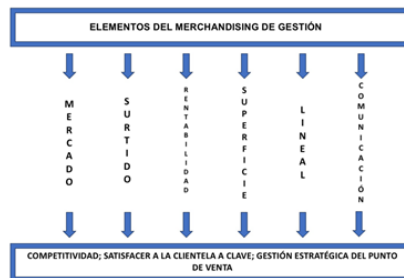 ELEMENTOS DEL MERCHANDISING DE GESTIÓN
MERCADO
SURTIDO
RENTABILIDAD
SUPERFICIE
LINEAL
COMUNICACIÓN
COMPETITIVIDAD; SATISFACER A LA CLIENTELA A CLAVE; GESTIÓN ESTRATÉGICA DEL PUNTO
DE VENTA